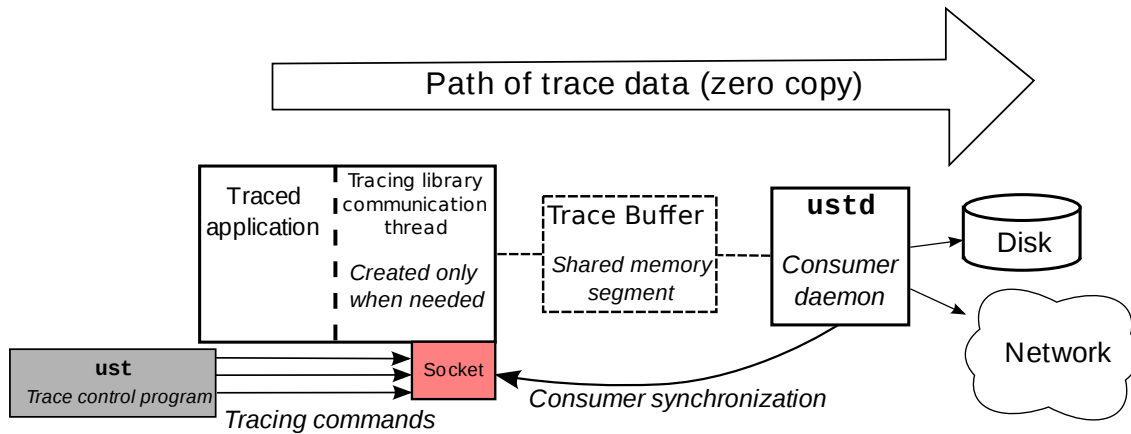 Path of trace data (zero copy)
Traced
application
Tracing library
communication
thread
Created only
when needed
Trace Buffer
Shared memory
segment
ustd
Consumer
daemon
Disk
Network
ust
Trace control program
Socket
Tracing commands
Consumer synchronization